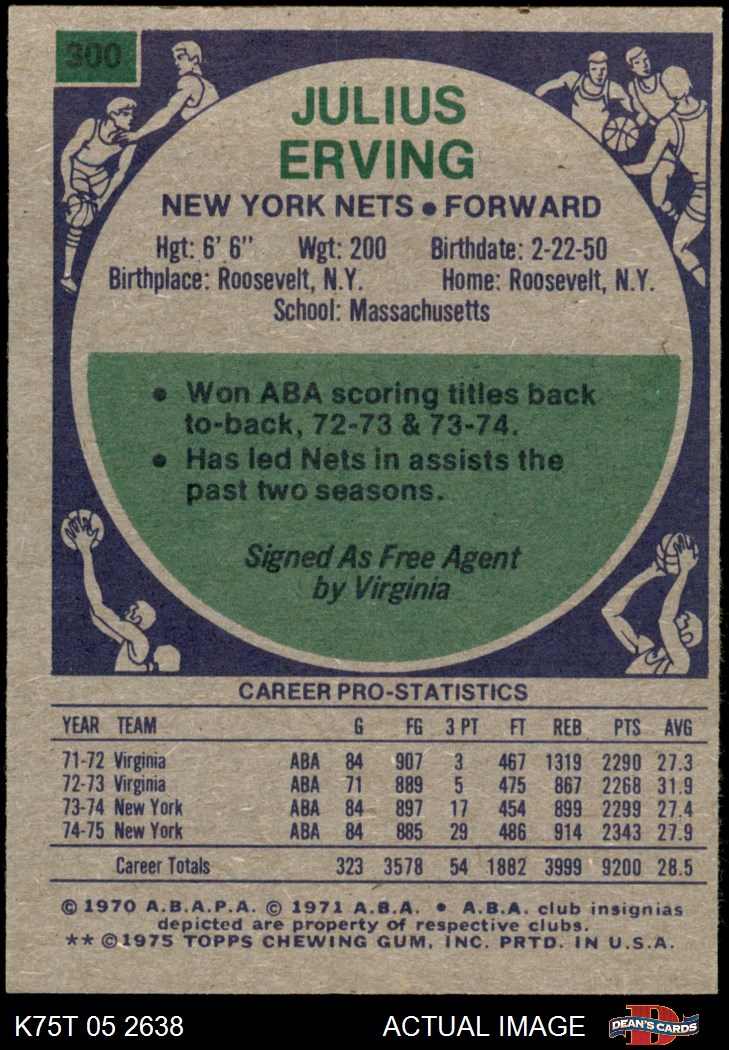 300
JULIUS
ERVING
NEW YORK NETS • FORWARD
Hgt: 6' 6" Wgt: 200 Birthdate: 2-22-50
Birthplace: Roosevelt, N.Y. Home: Roosevelt, N.Y.
School: Massachusetts
• Won ABA scoring titles back
to-back, 72-73 & 73-74.
• Has led Nets in assists the
past two seasons.
Signed As Free Agent
by Virginia
CAREER PRO-STATISTICS
YEAR TEAM G FG 3 PT FT REB PTS AVG
71-72 Virginia ABA 84 907 3 467 1319 2290 27.3
72-73 Virginia ABA 71 889 5 475 867 2268 31.9
73-74 New York ABA 84 897 17 454 899 2299 27.4
74-75 New York ABA 84 885 29 486 914 2343 27.9
Career Totals 323 3578 54 1882 3999 9200 28.5
© 1970 A.B.A.P.A. © 1971 A.B.A. • A.B.A. club insignias
depicted are property of respective clubs.
** ©1975 TOPPS CHEWING GUM, INC. PRTD. IN U.S.A.
K75T 05 2638 ACTUAL IMAGE D DEAN'S CARDS